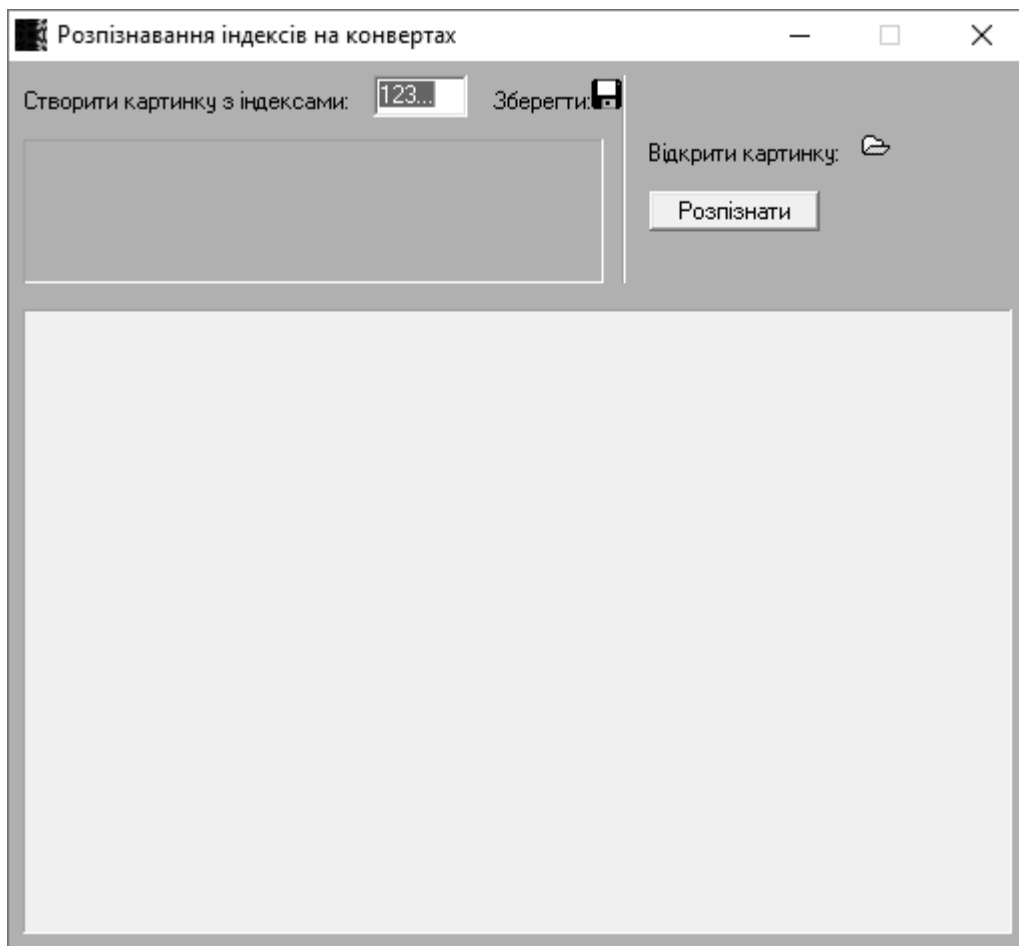 Розпізнавання індексів на конвертах
Створити картинку з індексами: 123... Зберегти:
Відкрити картинку:
Розпізнати